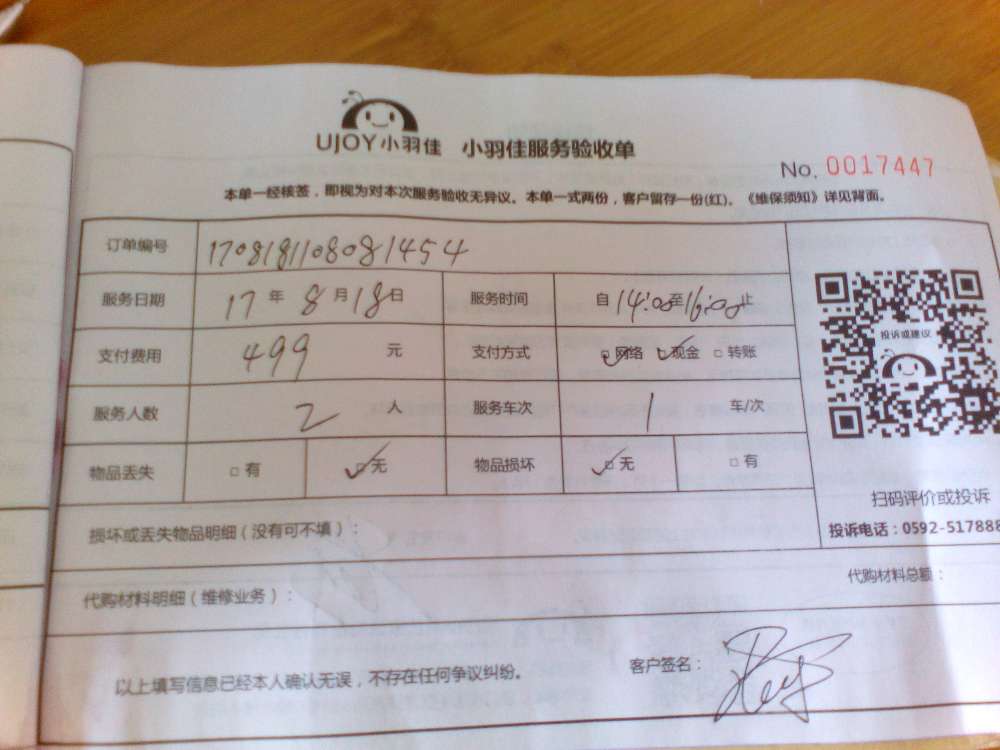 UJOY小羽佳 小羽佳服务验收单
No. 0017447
本单一经核签，即视为对本次服务验收无异议。本单一式两份，客户留存一份(红)。《维保须知》详见背面。
订单编号 1708181108081454
服务日期 17 年 8 月 18 日 服务时间 自 14:00 至 16:00 止
支付费用 499 元 支付方式 网络 现金 转账
服务人数 2 人 服务车次 1 车/次
物品丢失 有 无 物品损坏 无 有
投诉或建议
扫码评价或投诉
投诉电话：0592-517888
损坏或丢失物品明细（没有可不填）：
代购材料明细（维修业务）：
代购材料总额：
以上填写信息已经本人确认无误，不存在任何争议纠纷。
客户签名：